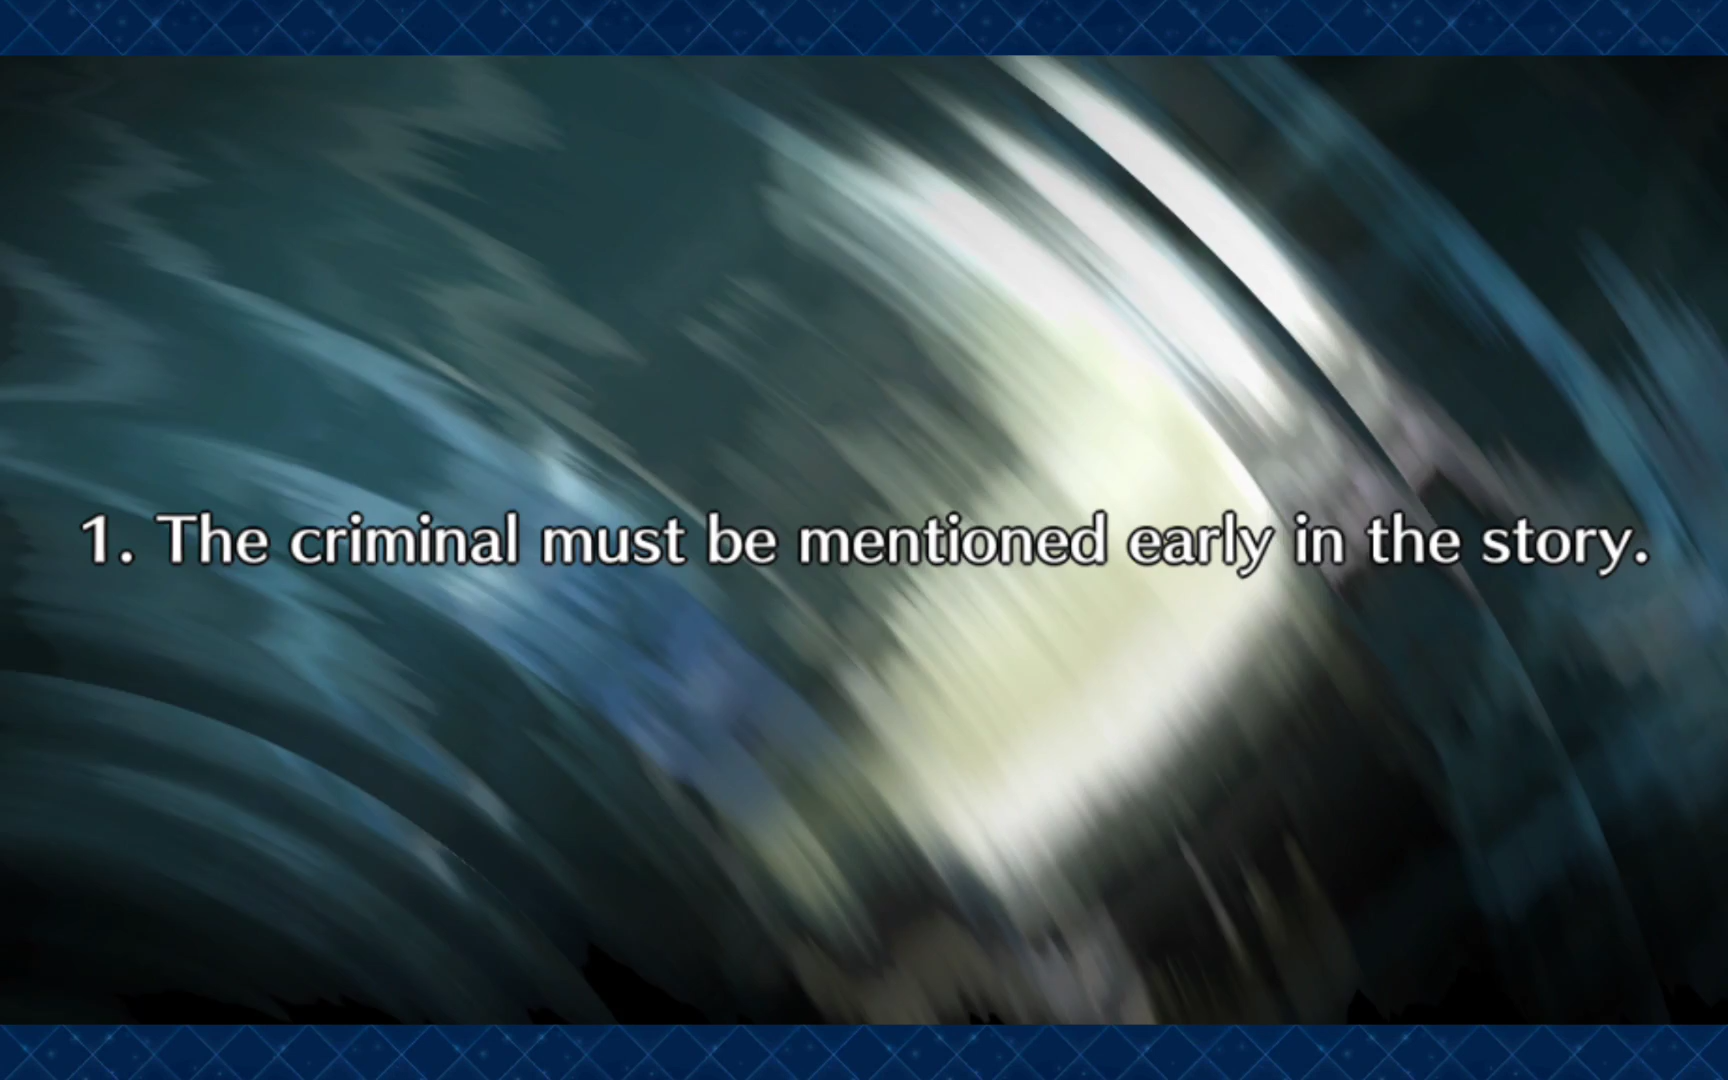 1. The criminal must be mentioned early in the story.